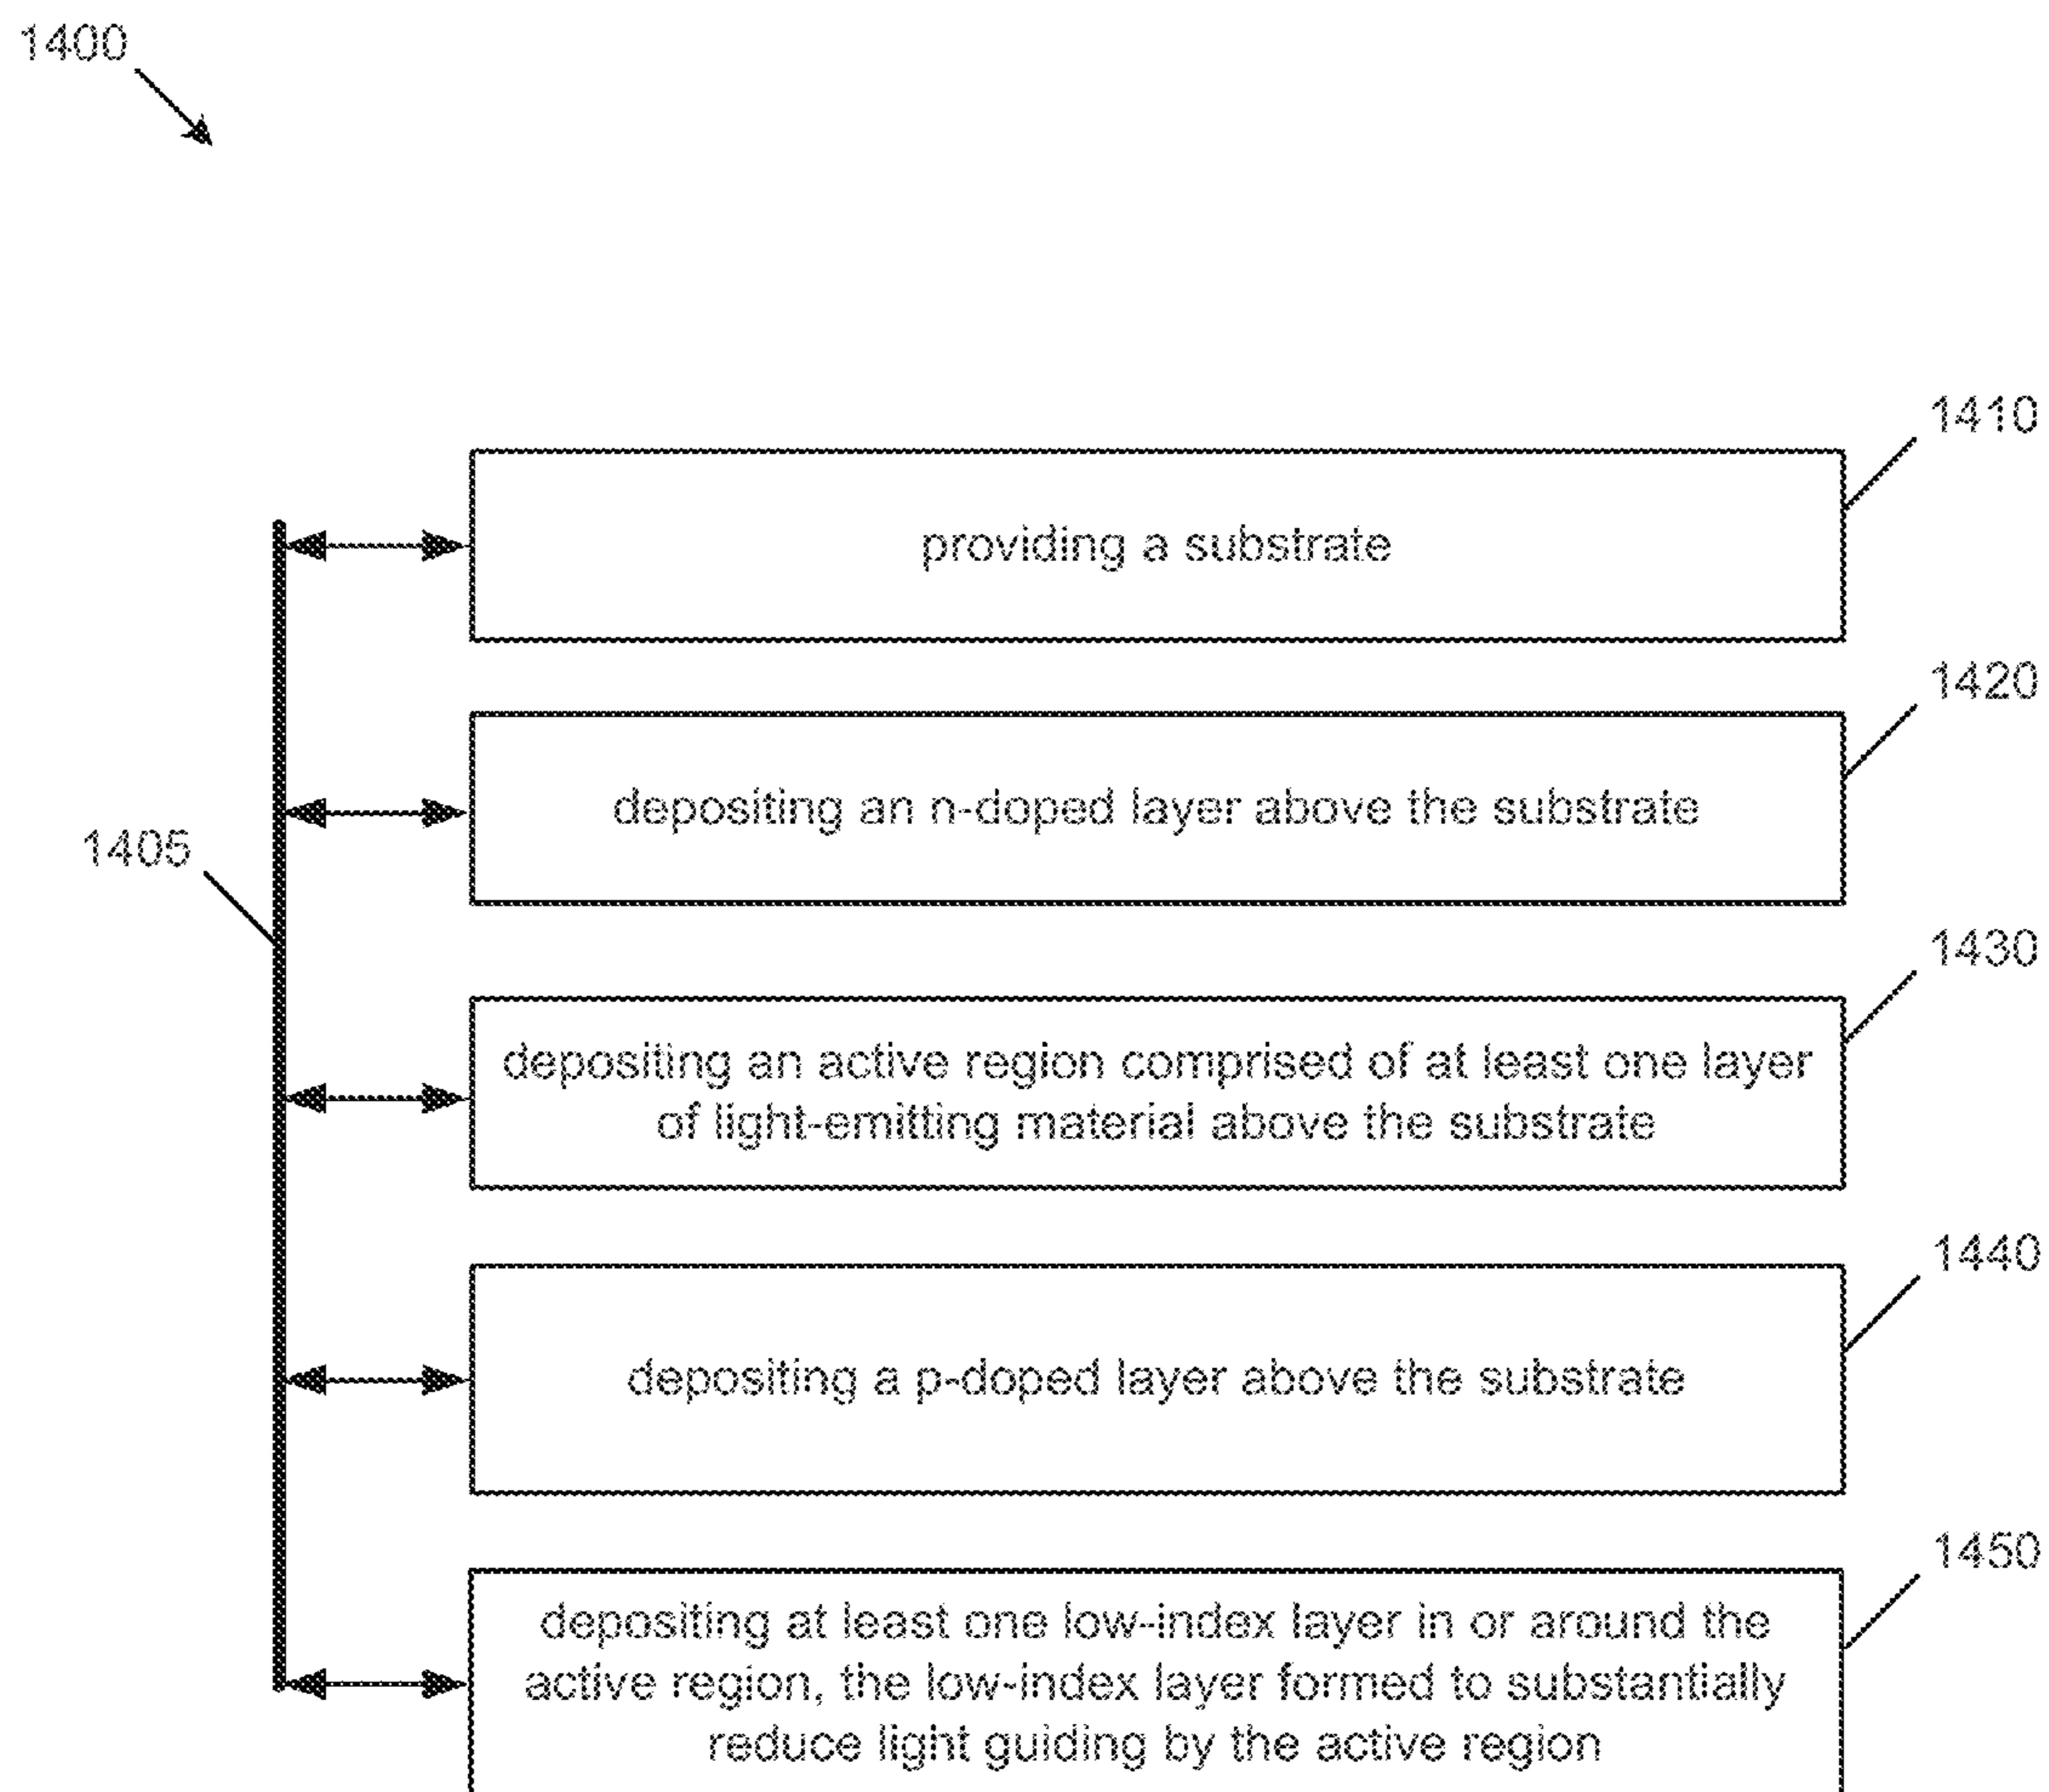 1400
1410
providing a substrate
1420
depositing an n-doped layer above the substrate
1405
1430
depositing an active region comprised of at least one layer
of light-emitting material above the substrate
1440
depositing a p-doped layer above the substrate
1450
depositing at least one low-index layer in or around the
active region, the low-index layer formed to substantially
reduce light guiding by the active region